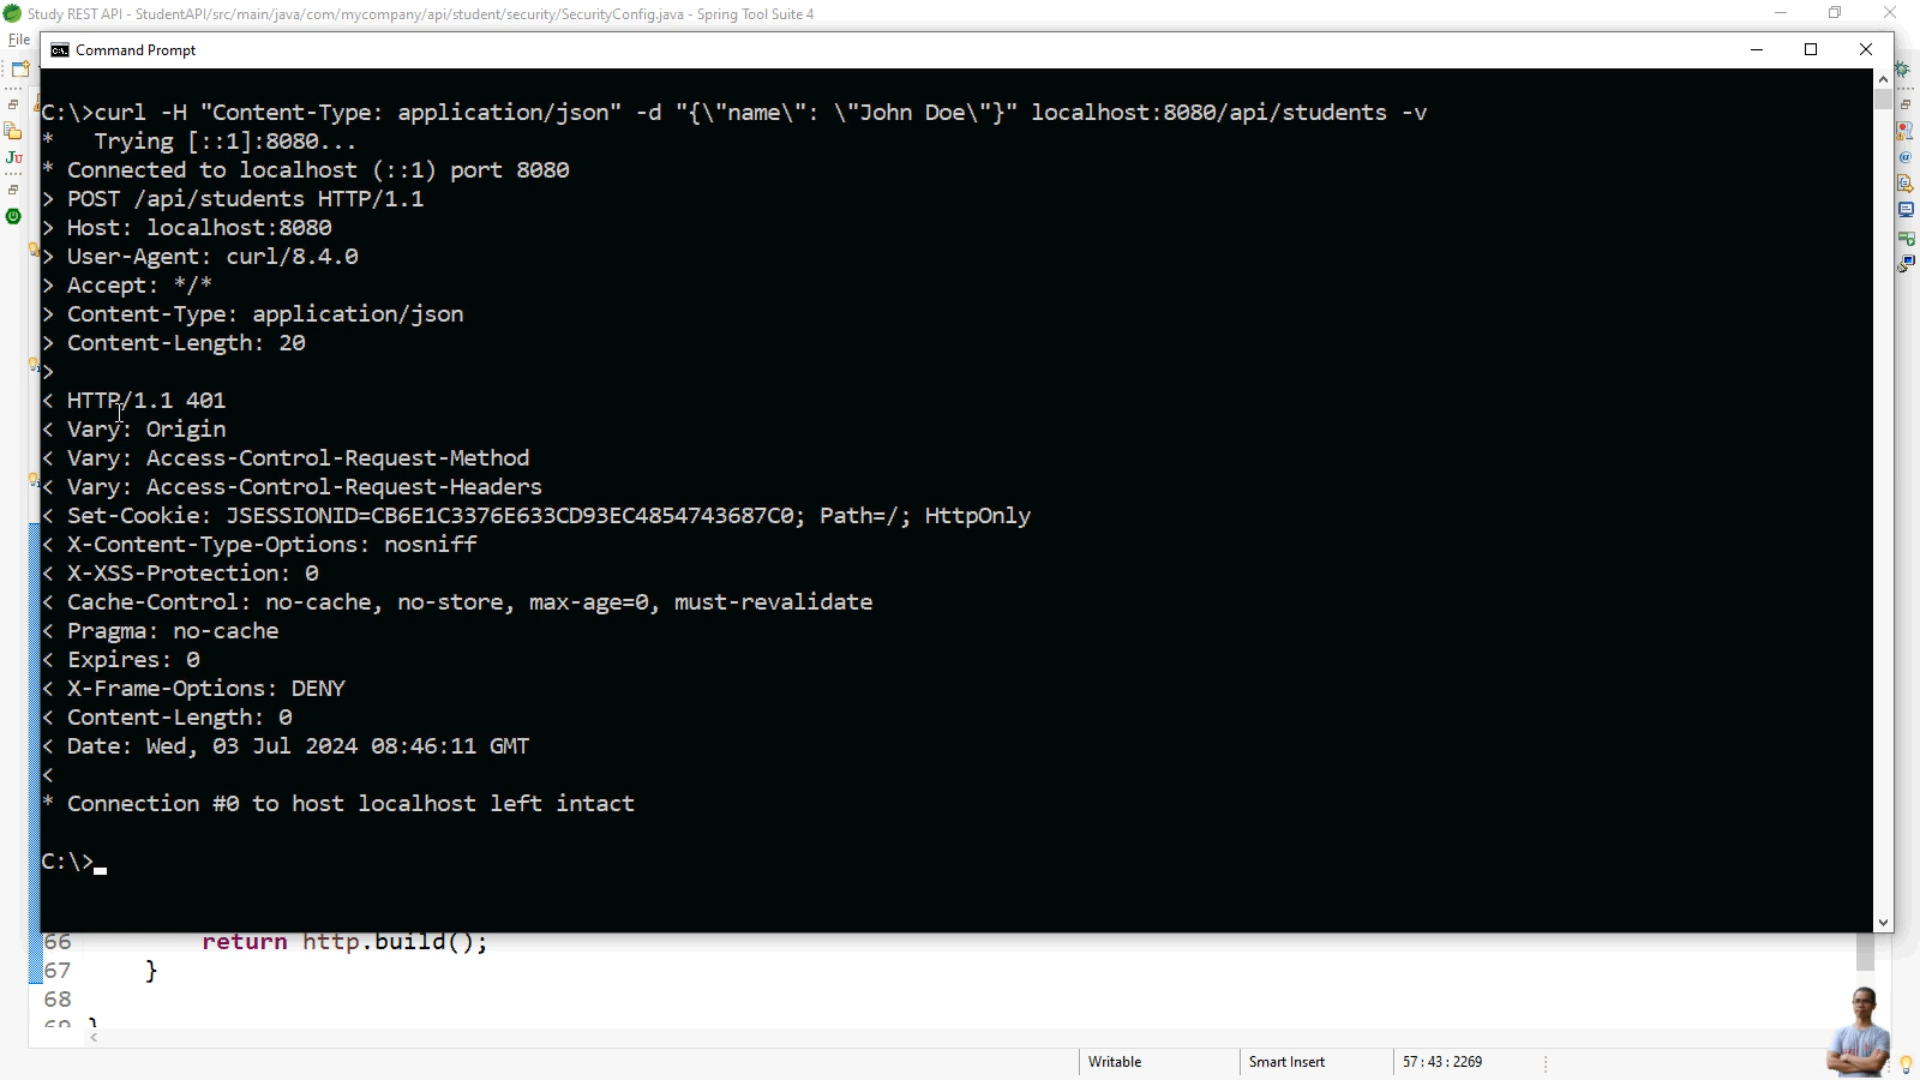 Study REST API - StudentAPI/src/main/java/com/mycompany/api/student/security/SecurityConfig.java - Spring Tool Suite 4
File
Command Prompt
C:\>curl -H "Content-Type: application/json" -d "{\"name\": \"John Doe\"}" localhost:8080/api/students -v
*   Trying [::1]:8080...
* Connected to localhost (::1) port 8080
> POST /api/students HTTP/1.1
> Host: localhost:8080
> User-Agent: curl/8.4.0
> Accept: */*
> Content-Type: application/json
> Content-Length: 20
>
< HTTP/1.1 401
< Vary: Origin
< Vary: Access-Control-Request-Method
< Vary: Access-Control-Request-Headers
< Set-Cookie: JSESSIONID=CB6E1C3376E633CD93EC4854743687C0; Path=/; HttpOnly
< X-Content-Type-Options: nosniff
< X-XSS-Protection: 0
< Cache-Control: no-cache, no-store, max-age=0, must-revalidate
< Pragma: no-cache
< Expires: 0
< X-Frame-Options: DENY
< Content-Length: 0
< Date: Wed, 03 Jul 2024 08:46:11 GMT
<
* Connection #0 to host localhost left intact
C:\>
66 return http.build();
67 }
68
69 }
Writable Smart Insert 57 : 43 : 2269